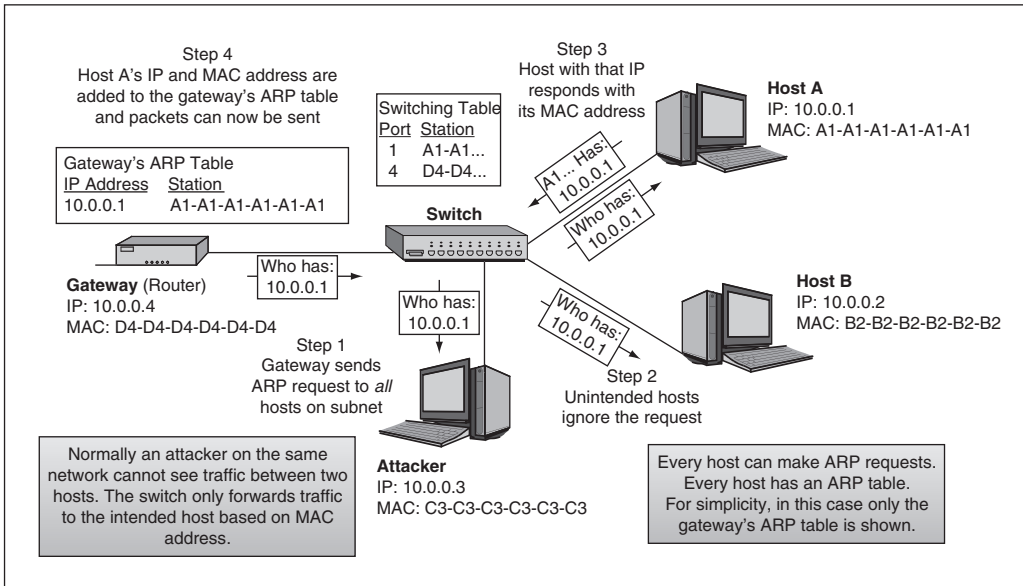 Step 4
Host A's IP and MAC address are
added to the gateway's ARP table
and packets can now be sent
Gateway's ARP Table
IP Address Station
10.0.0.1 A1-A1-A1-A1-A1-A1
Switching Table
Port Station
1 A1-A1...
4 D4-D4...
Step 3
Host with that IP
responds with
its MAC address
Host A
IP: 10.0.0.1
MAC: A1-A1-A1-A1-A1-A1
A1... Has:
10.0.0.1
Who has:
10.0.0.1
Switch
Gateway (Router)
IP: 10.0.0.4
MAC: D4-D4-D4-D4-D4-D4
Who has:
10.0.0.1
Who has:
10.0.0.1
Who has:
10.0.0.1
Host B
IP: 10.0.0.2
MAC: B2-B2-B2-B2-B2-B2
Step 1
Gateway sends
ARP request to all
hosts on subnet
Step 2
Unintended hosts
ignore the request
Attacker
IP: 10.0.0.3
MAC: C3-C3-C3-C3-C3-C3
Normally an attacker on the same
network cannot see traffic between two
hosts. The switch only forwards traffic
to the intended host based on MAC
address.
Every host can make ARP requests.
Every host has an ARP table.
For simplicity, in this case only the
gateway's ARP table is shown.